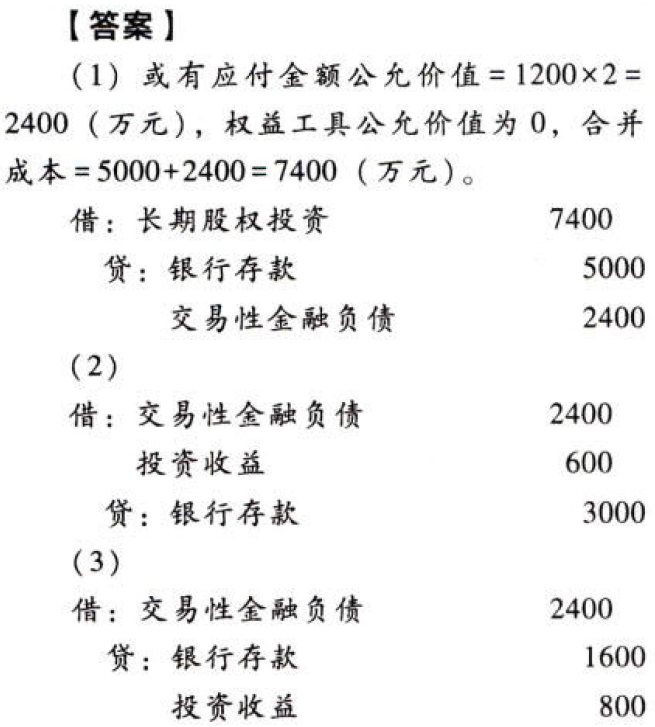 【答案】
(1) 或有应付金额公允价值=1200×2=
2400（万元），权益工具公允价值为 0，合并
成本=5000+2400=7400（万元）。
借：长期股权投资 7400
贷：银行存款 5000
交易性金融负债 2400
(2)
借：交易性金融负债 2400
投资收益 600
贷：银行存款 3000
(3)
借：交易性金融负债 2400
贷：银行存款 1600
投资收益 800